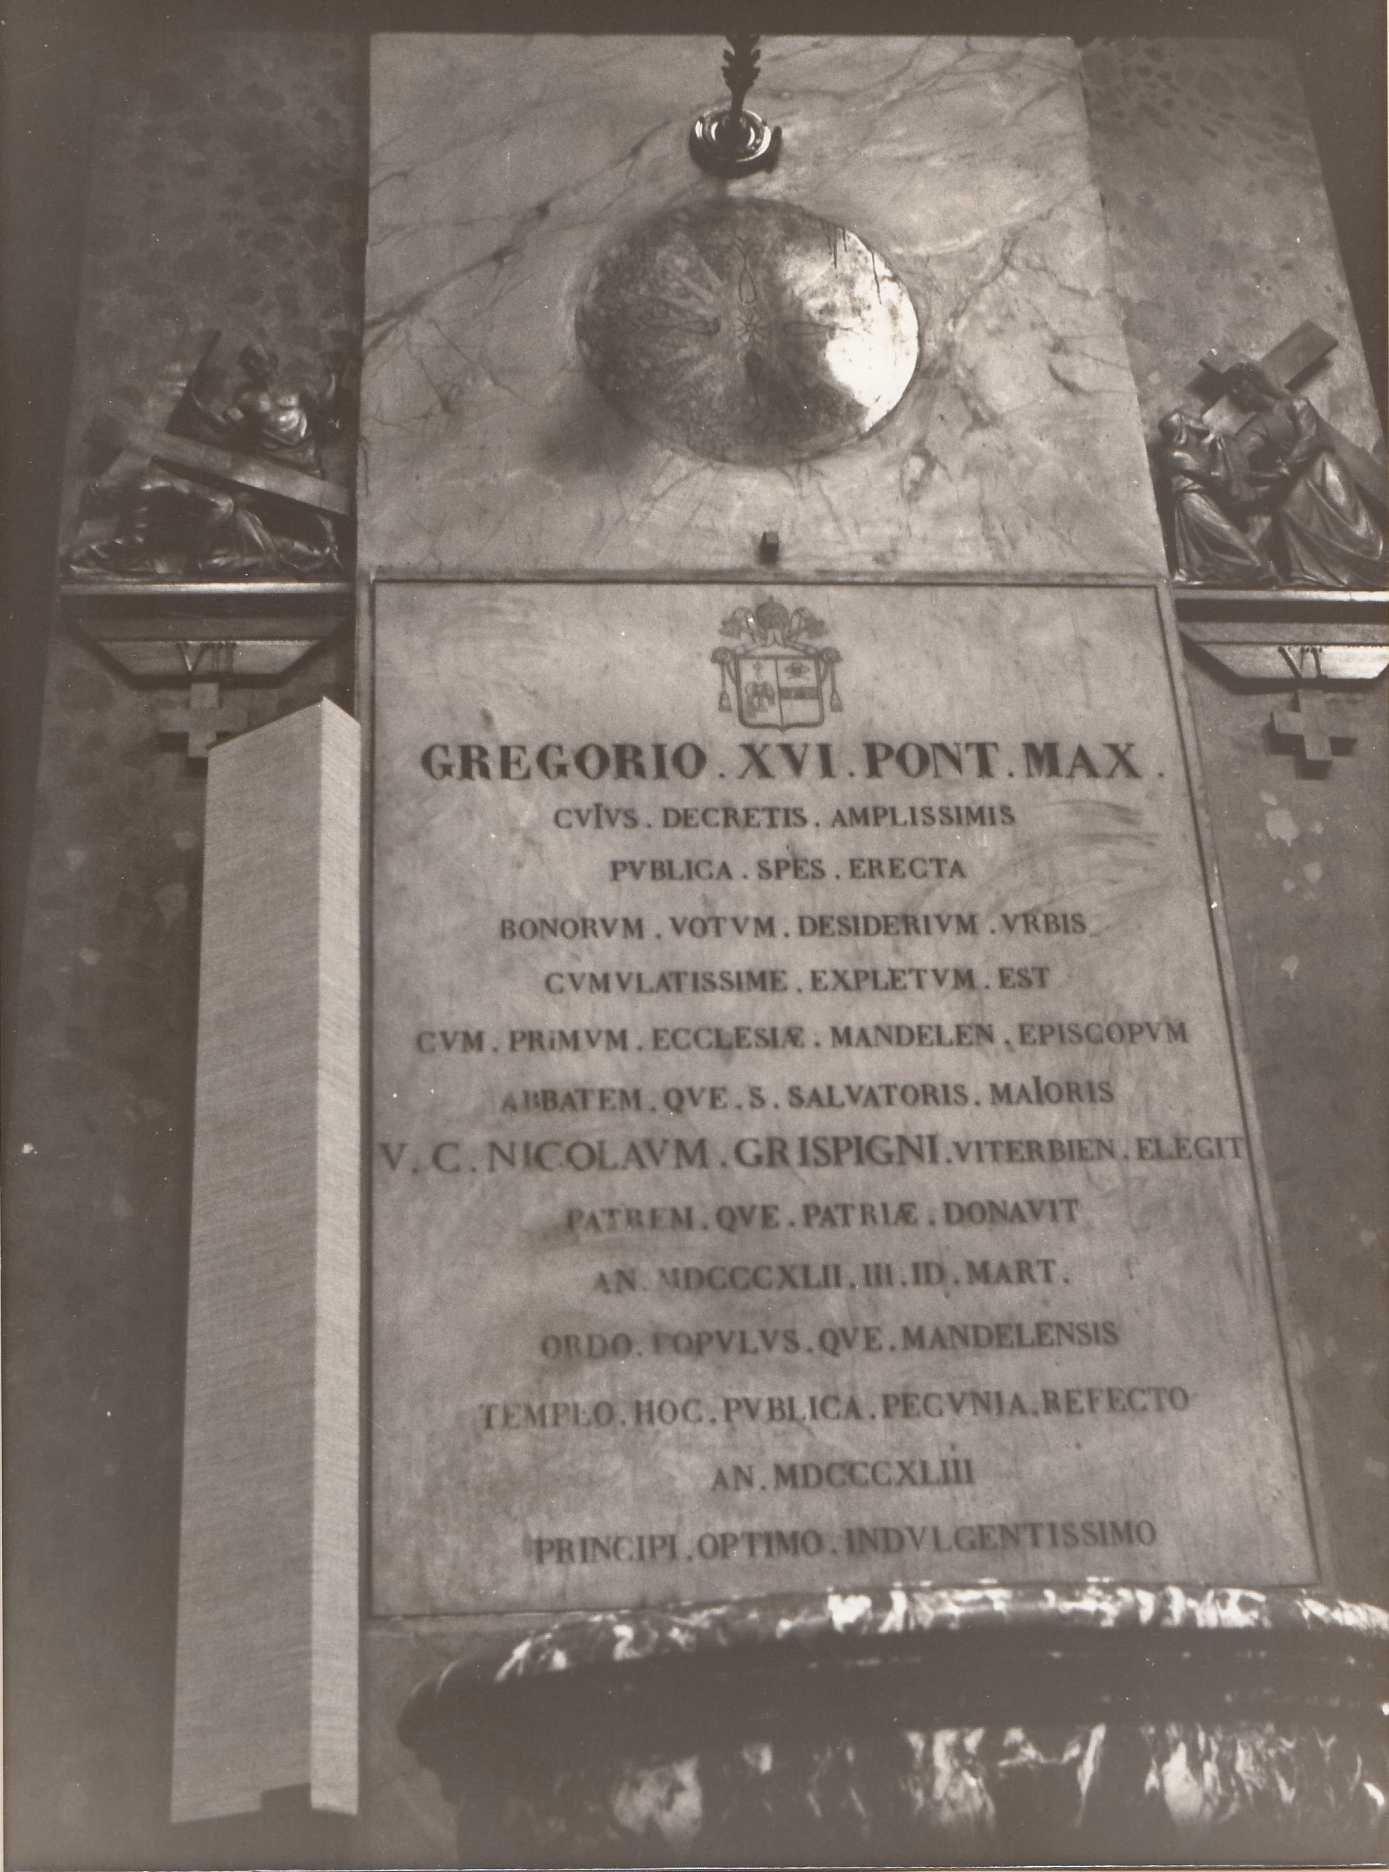 VII
VI
GREGORIO . XVI . PONT . MAX .
CVIVS . DECRETIS . AMPLISSIMIS
PVBLICA . SPES . ERECTA
BONORVM . VOTVM . DESIDERIVM . VRBIS
CVMVLATISSIME . EXPLETVM . EST
CVM . PRiMVM . ECCLESIÆ . MANDELEN . EPISCOPVM
ABBATEM . QVE . S . SALVATORIS . MAIORIS
V . C . NICOLAVM . GRISPIGNI . VITERBIEN . ELEGIT
PATREM . QVE . PATRIÆ . DONAVIT
AN . MDCCCXLII . III . ID . MART .
ORDO . POPVLVS . QVE . MANDELENSIS
TEMPLO . HOC . PVBLICA . PECVNIA . REFECTO
AN . MDCCCXLIII
PRINCIPI . OPTIMO . INDVLGENTISSIMO